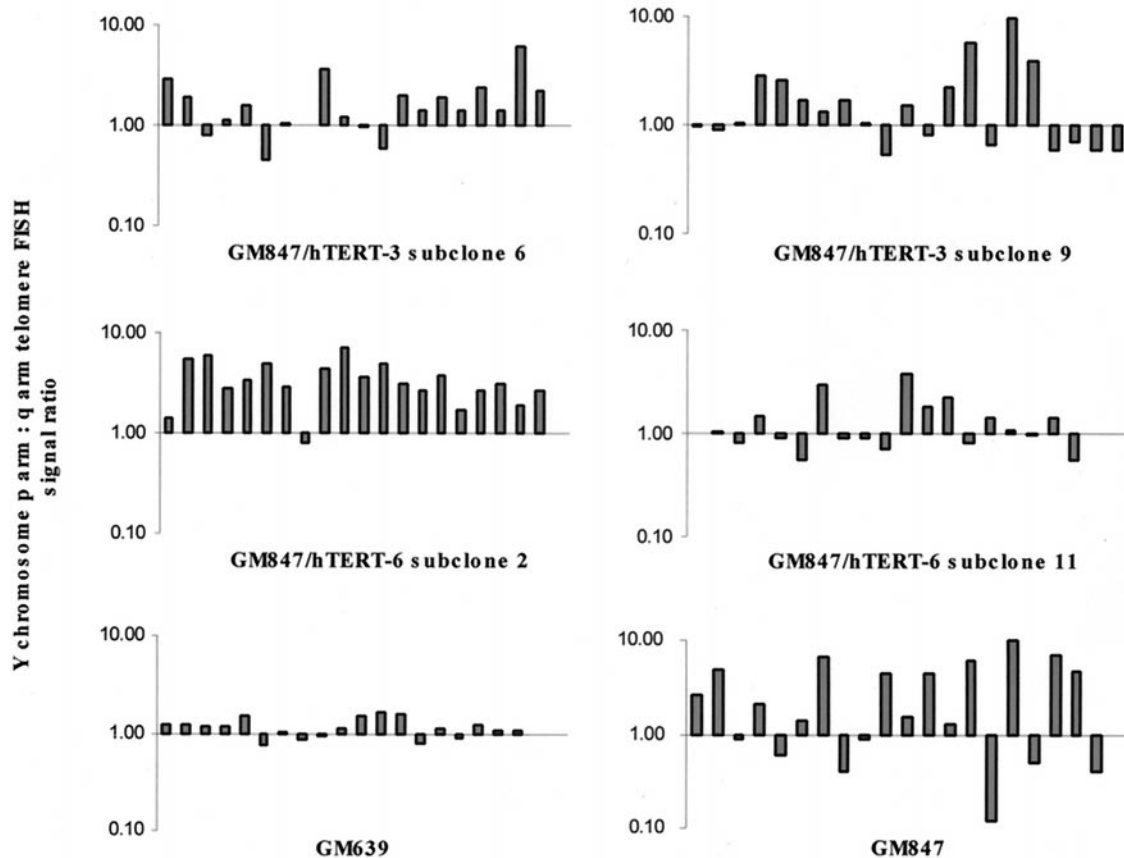 Y chromosome p arm : q arm telomere FISH
signal ratio
10.00
1.00
0.10
GM847/hTERT-3 subclone 6
10.00
1.00
0.10
GM847/hTERT-3 subclone 9
10.00
1.00
0.10
GM847/hTERT-6 subclone 2
10.00
1.00
0.10
GM847/hTERT-6 subclone 11
10.00
1.00
0.10
GM639
10.00
1.00
0.10
GM847